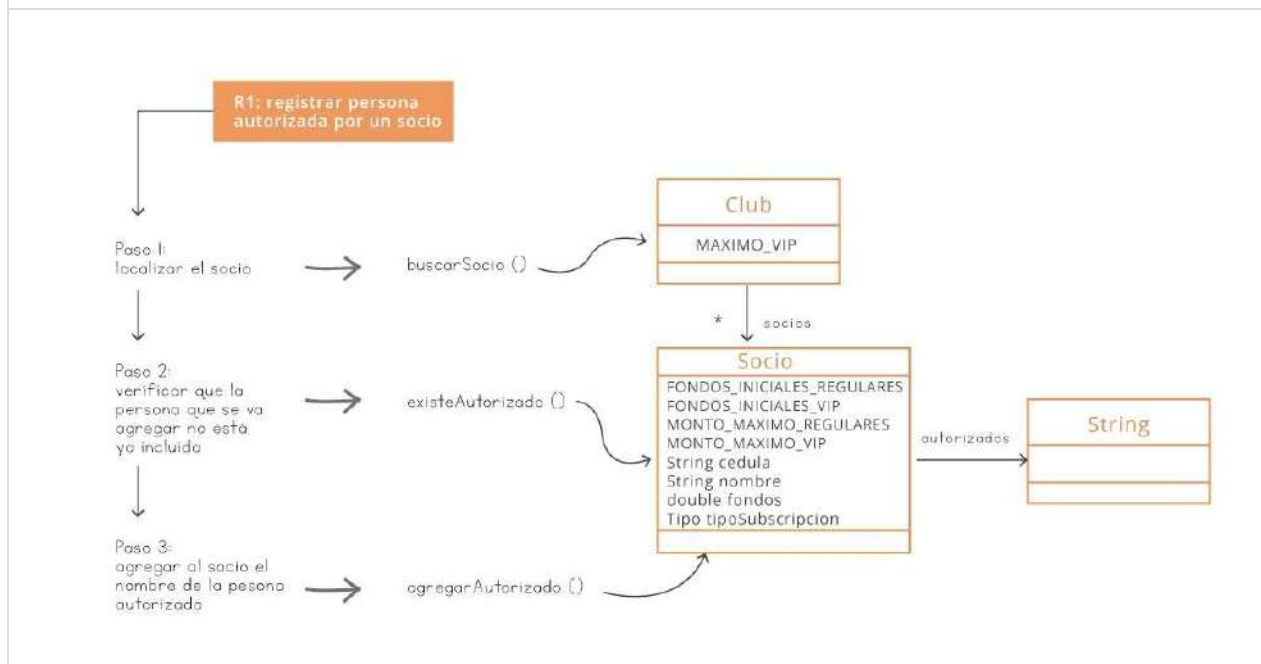 R1: registrar persona
autorizada por un socio
Paso 1:
localizar el socio
buscarSocio ()
Club
MAXIMO_VIP
* socios
Paso 2:
verificar que la
persona que se va
agregar no está
ya incluida
existeAutorizado ()
Socio
FONDOS_INICIALES_REGULARES
FONDOS_INICIALES_VIP
MONTO_MAXIMO_REGULARES
MONTO_MAXIMO_VIP
String cedula
String nombre
double fondos
Tipo tipoSubscripcion
autorizados
String
Paso 3:
agregar al socio el
nombre de la pesona
autorizado
agregarAutorizado ()